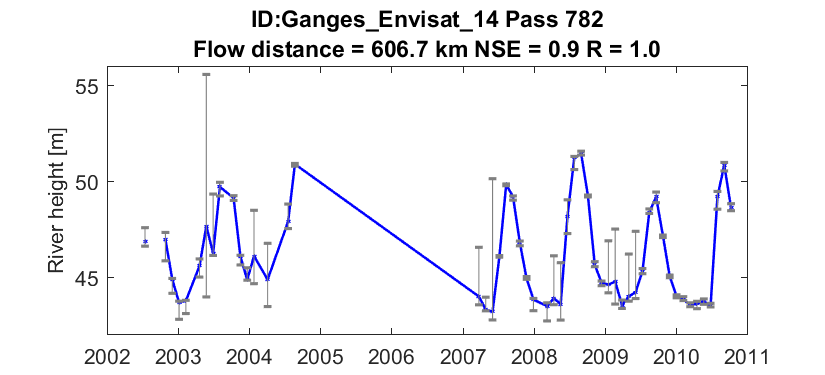 ID:Ganges_Envisat_14 Pass 782
Flow distance = 606.7 km NSE = 0.9 R = 1.0
River height [m]
55
50
45
2002 2003 2004 2005 2006 2007 2008 2009 2010 2011